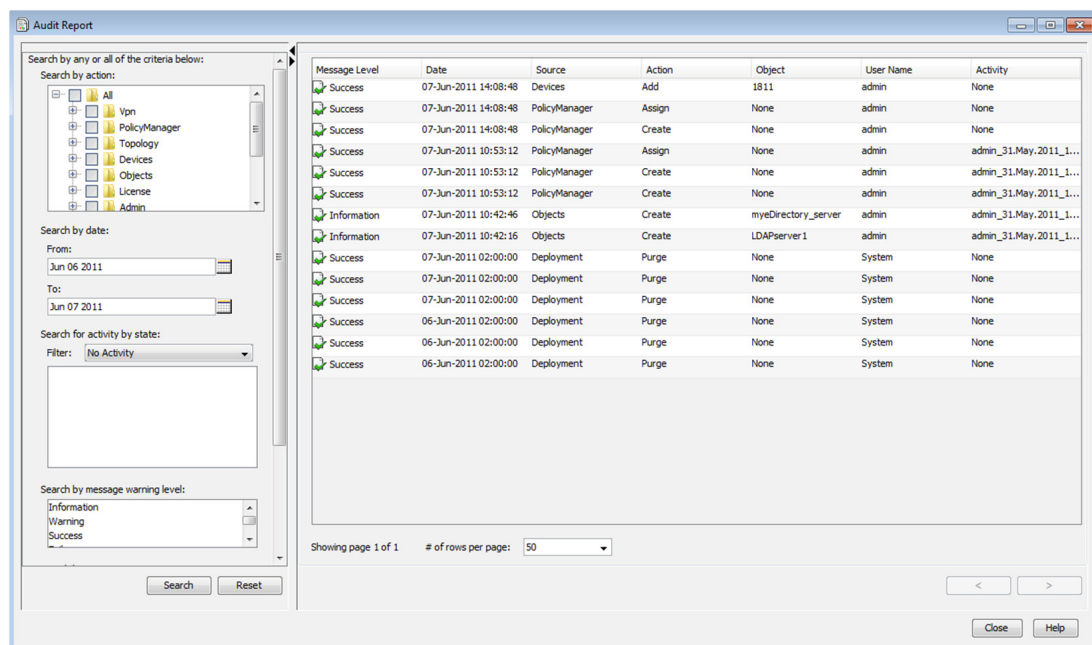 Audit Report
Search by any or all of the criteria below:
Search by action:
All
Vpn
PolicyManager
Topology
Devices
Objects
License
Admin
Search by date:
From:
Jun 06 2011
To:
Jun 07 2011
Search for activity by state:
Filter: No Activity
Search by message warning level:
Information
Warning
Success
Search Reset
Message Level Date Source Action Object User Name Activity
Success 07-Jun-2011 14:08:48 Devices Add 1811 admin None
Success 07-Jun-2011 14:08:48 PolicyManager Assign None admin None
Success 07-Jun-2011 14:08:48 PolicyManager Create None admin None
Success 07-Jun-2011 10:53:12 PolicyManager Assign None admin admin_31.May.2011_1...
Success 07-Jun-2011 10:53:12 PolicyManager Create None admin admin_31.May.2011_1...
Success 07-Jun-2011 10:53:12 PolicyManager Create None admin admin_31.May.2011_1...
Information 07-Jun-2011 10:42:46 Objects Create myeDirectory_server admin admin_31.May.2011_1...
Information 07-Jun-2011 10:42:16 Objects Create LDAPserver1 admin admin_31.May.2011_1...
Success 07-Jun-2011 02:00:00 Deployment Purge None System None
Success 07-Jun-2011 02:00:00 Deployment Purge None System None
Success 07-Jun-2011 02:00:00 Deployment Purge None System None
Success 06-Jun-2011 02:00:00 Deployment Purge None System None
Success 06-Jun-2011 02:00:00 Deployment Purge None System None
Success 06-Jun-2011 02:00:00 Deployment Purge None System None
Showing page 1 of 1 # of rows per page: 50
< >
Close Help